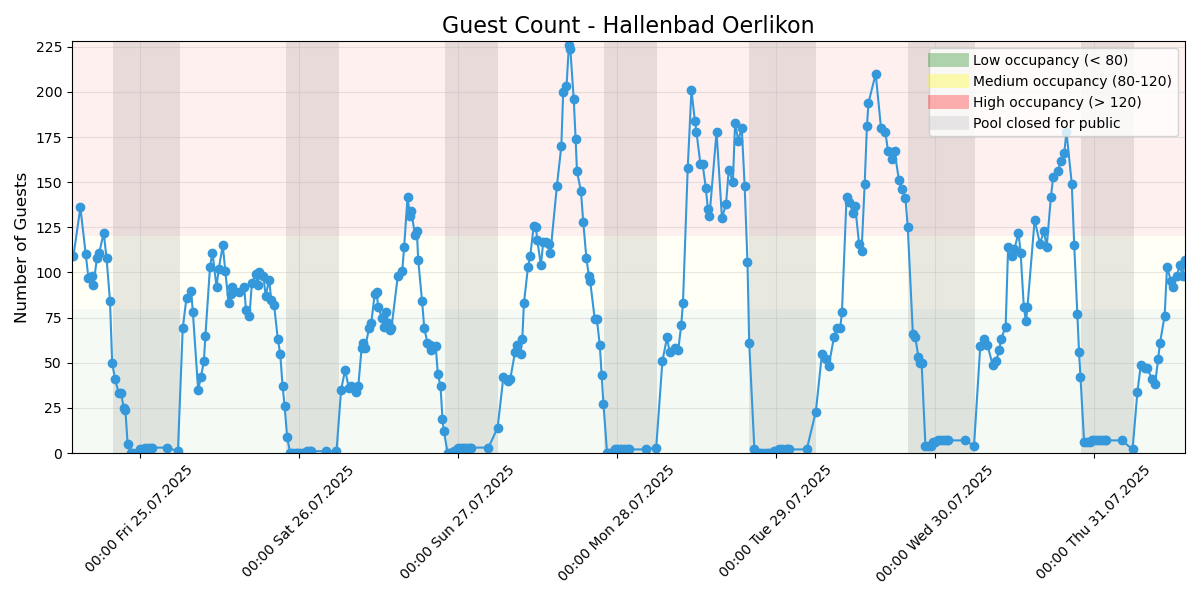 Guest Count - Hallenbad Oerlikon
Number of Guests
225
200
175
150
125
100
75
50
25
0
Low occupancy (< 80)
Medium occupancy (80-120)
High occupancy (> 120)
Pool closed for public
00:00 Fri 25.07.2025
00:00 Sat 26.07.2025
00:00 Sun 27.07.2025
00:00 Mon 28.07.2025
00:00 Tue 29.07.2025
00:00 Wed 30.07.2025
00:00 Thu 31.07.2025